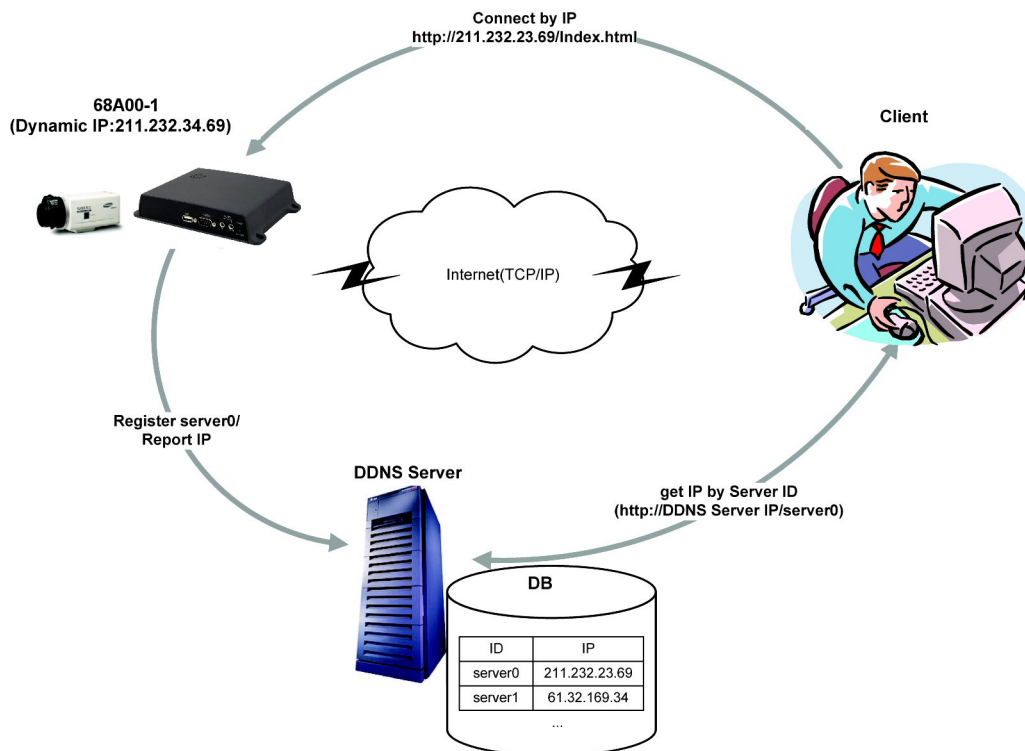 Connect by IP
http://211.232.23.69/Index.html
68A00-1
(Dynamic IP:211.232.34.69)
Client
Internet(TCP/IP)
Register server0/
Report IP
DDNS Server
get IP by Server ID
(http://DDNS Server IP/server0)
DB
ID IP
server0 211.232.23.69
server1 61.32.169.34
...